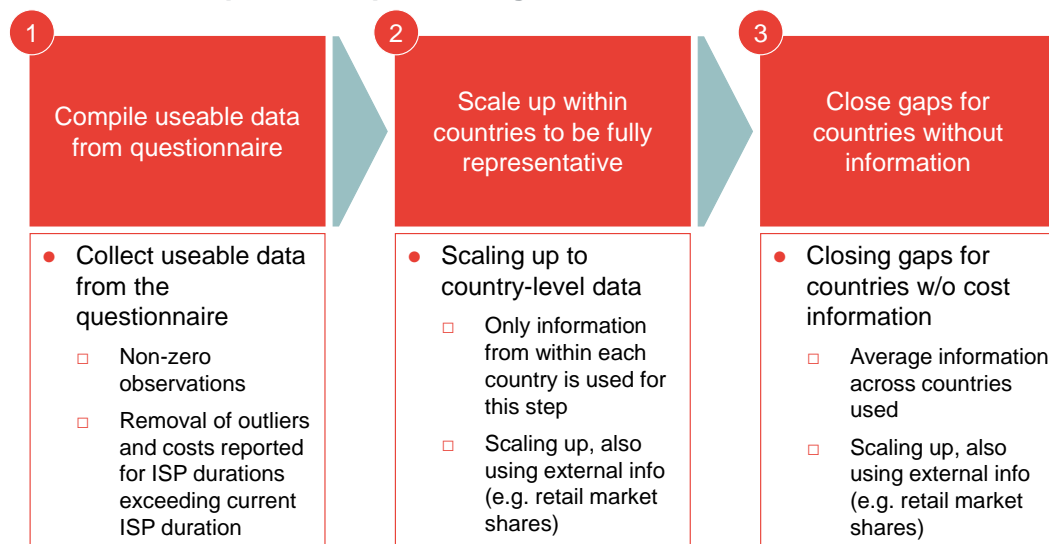 1
Compile useable data
from questionnaire
● Collect useable data
from the
questionnaire
□ Non-zero
observations
□ Removal of outliers
and costs reported
for ISP durations
exceeding current
ISP duration
2
Scale up within
countries to be fully
representative
● Scaling up to
country-level data
□ Only information
from within each
country is used for
this step
□ Scaling up, also
using external info
(e.g. retail market
shares)
3
Close gaps for
countries without
information
● Closing gaps for
countries w/o cost
information
□ Average information
across countries
used
□ Scaling up, also
using external info
(e.g. retail market
shares)